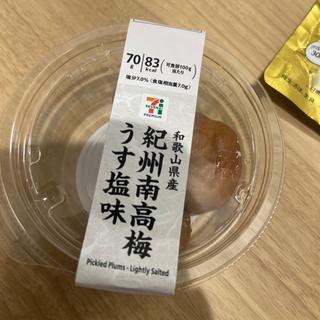 70g
83kcal
(可食部100g当たり)
塩分7.0% (食塩相当量7.0g)
7 ELEVEN
SEVEN PREMIUM
和歌山県産
紀州南高梅
うす塩味
Pickled Plums - Lightly Salted